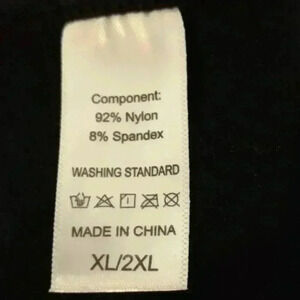 Component:
92% Nylon
8% Spandex
WASHING STANDARD
MADE IN CHINA
XL/2XL